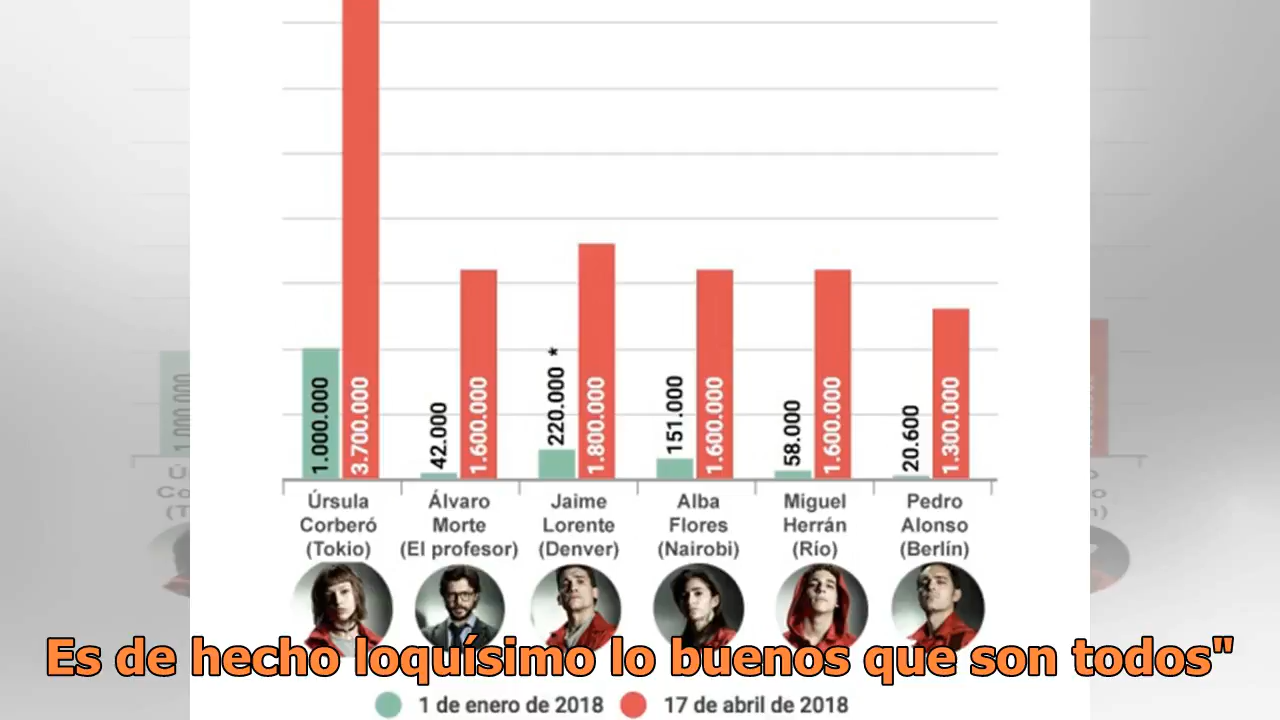 1.000.000
3.700.000
42.000
1.600.000
220.000 *
1.800.000
151.000
1.600.000
58.000
1.600.000
20.600
1.300.000
Úrsula
Corberó
(Tokio)
Álvaro
Morte
(El profesor)
Jaime
Lorente
(Denver)
Alba
Flores
(Nairobi)
Miguel
Herrán
(Río)
Pedro
Alonso
(Berlín)
Es de hecho loquísimo lo buenos que son todos"
1 de enero de 2018
17 de abril de 2018